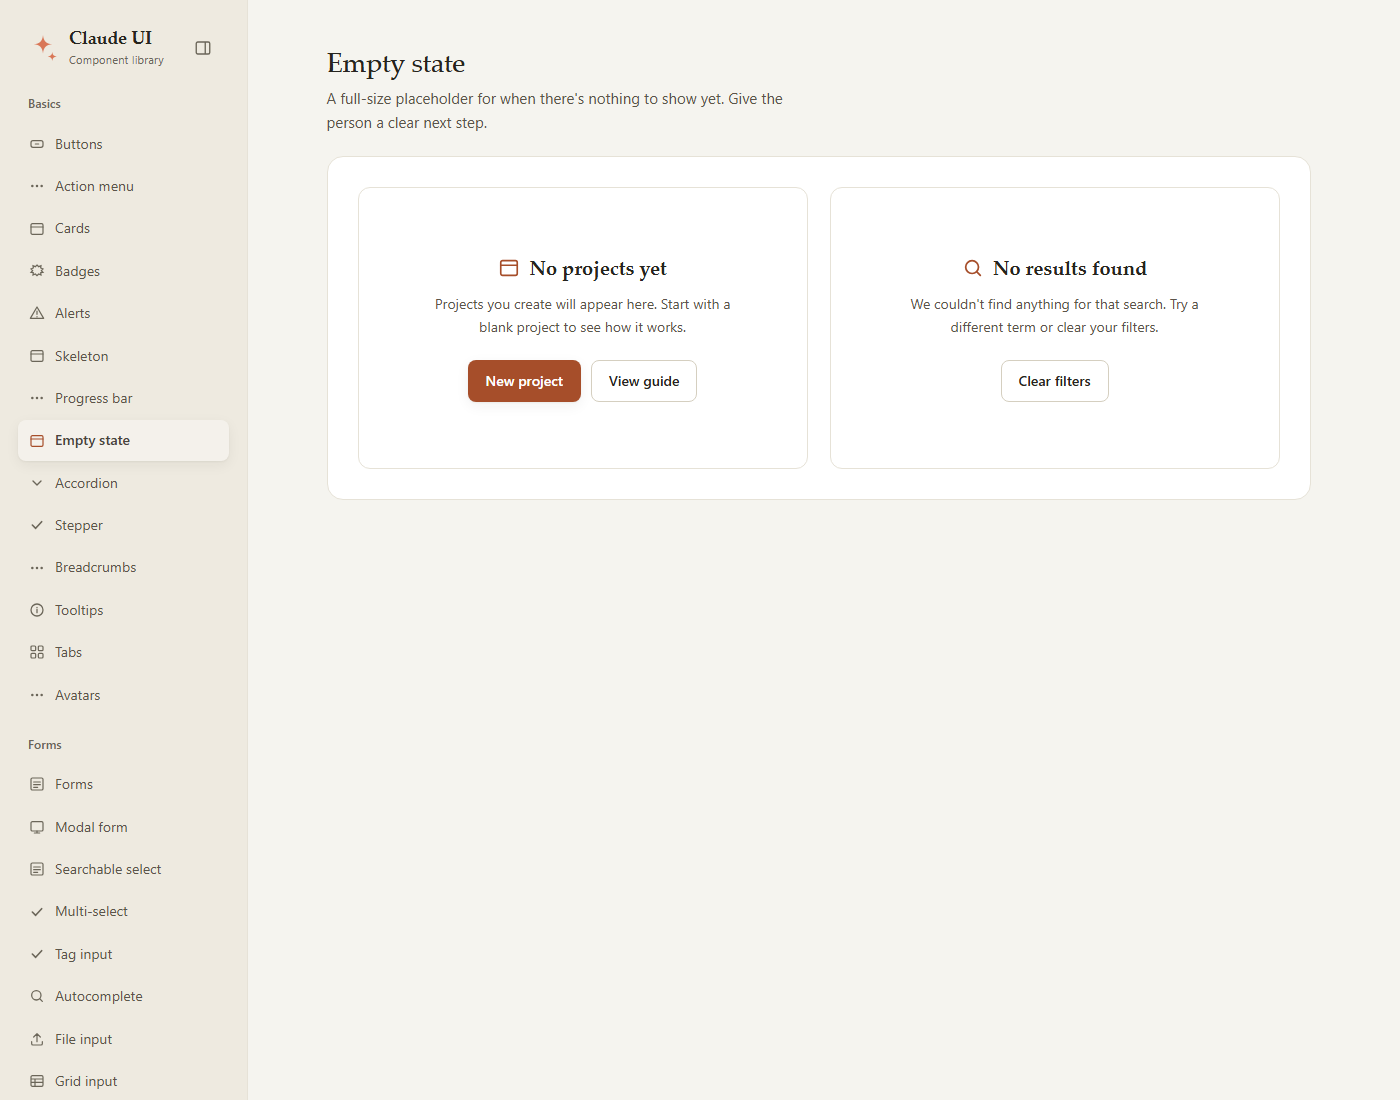 Claude UI
Component library
Basics
Buttons
Action menu
Cards
Badges
Alerts
Skeleton
Progress bar
Empty state
Accordion
Stepper
Breadcrumbs
Tooltips
Tabs
Avatars
Forms
Forms
Modal form
Searchable select
Multi-select
Tag input
Autocomplete
File input
Grid input
Empty state
A full-size placeholder for when there's nothing to show yet. Give the
person a clear next step.
No projects yet
Projects you create will appear here. Start with a
blank project to see how it works.
New project
View guide
No results found
We couldn't find anything for that search. Try a
different term or clear your filters.
Clear filters